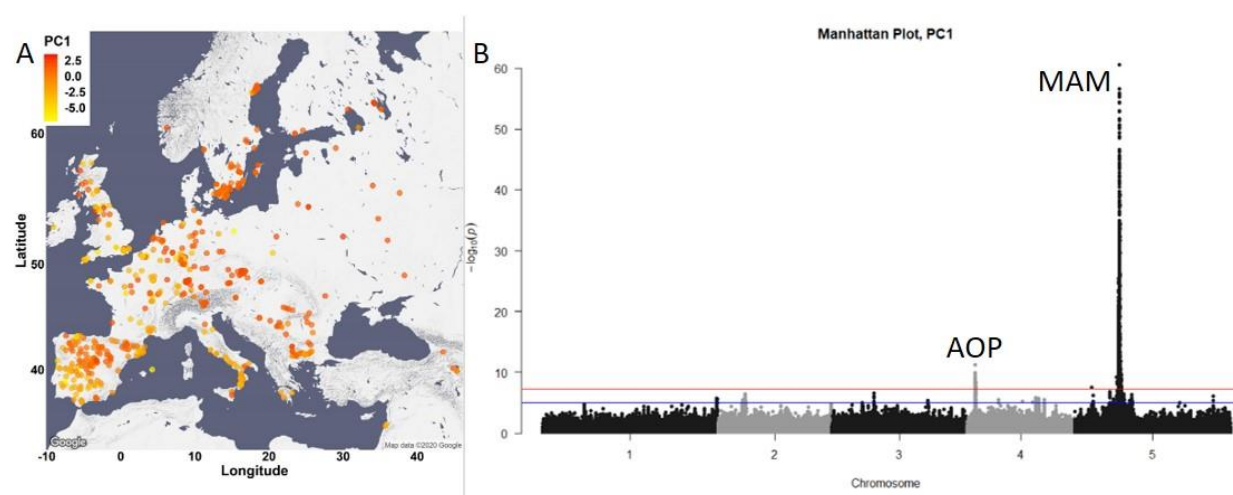 A
PC1
2.5
0.0
-5.0
60
50
40
Latitude
-10
0
10
20
30
40
Longitude
Google
Map data ©2020 Google
B
Manhattan Plot, PC1
MAM
AOP
60
50
40
30
20
10
0
−log10(p)
1
2
3
4
5
Chromosome